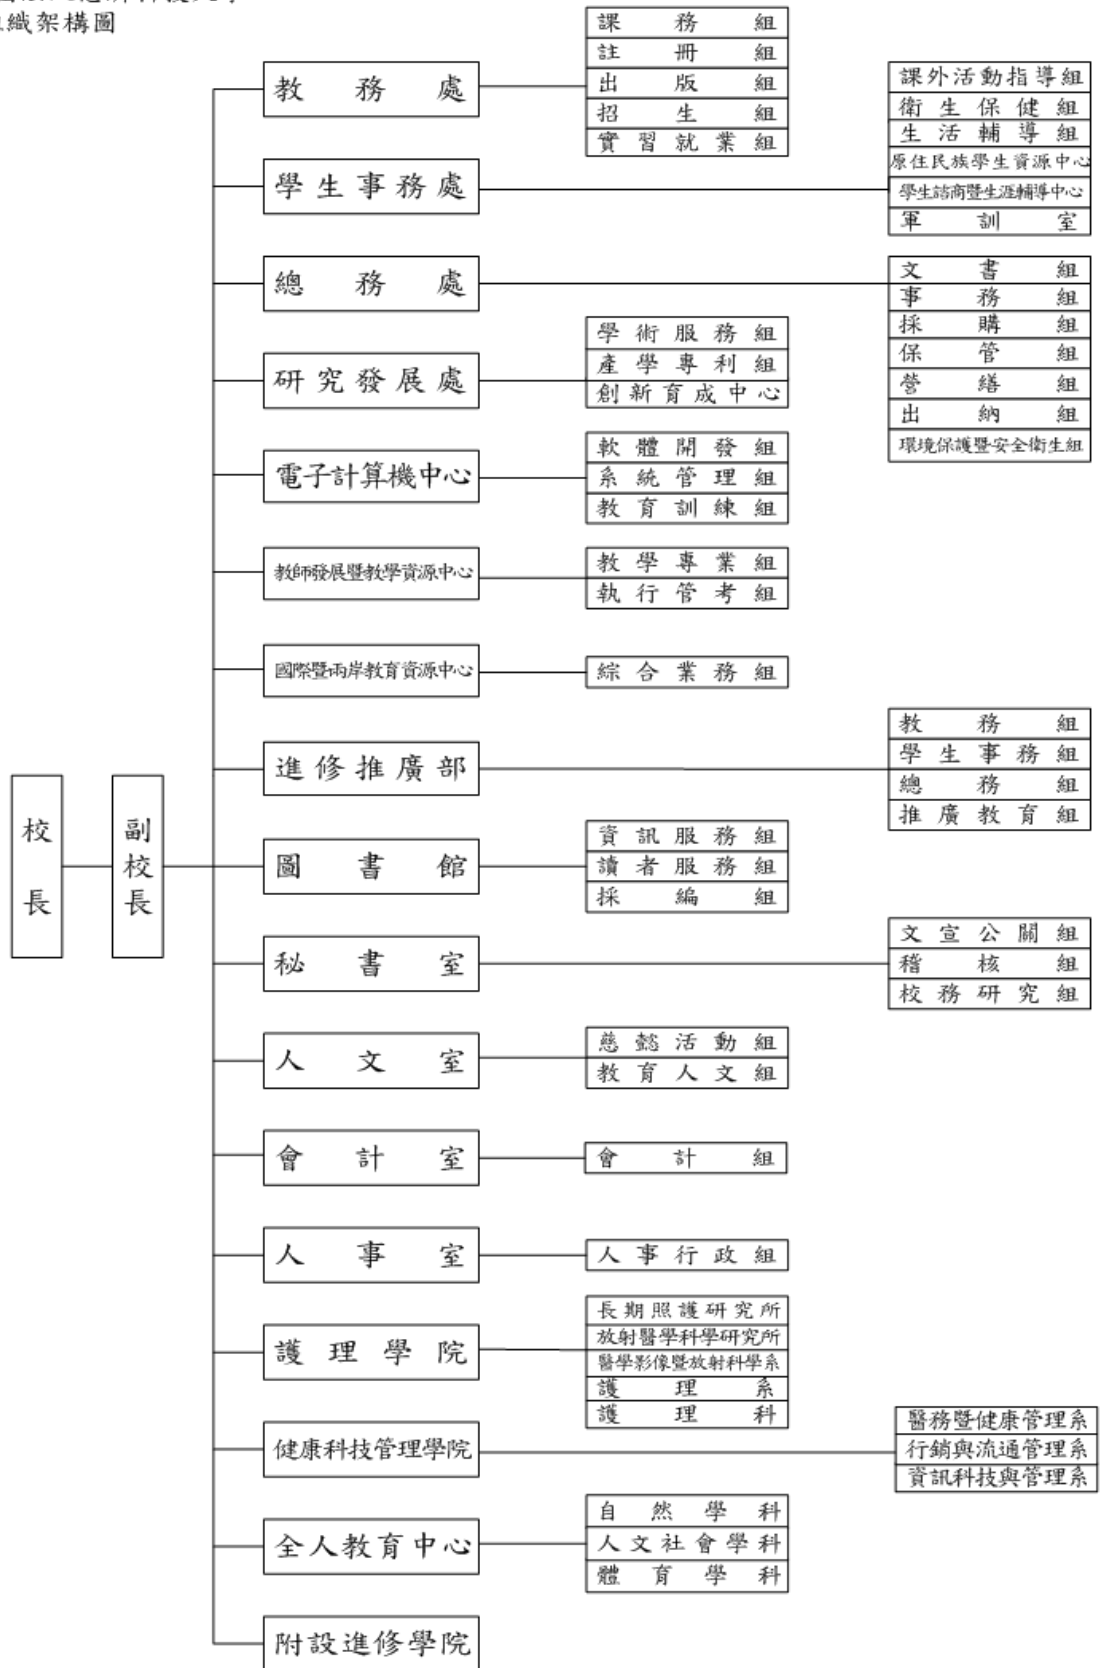 織架構圖
校長
副校長
教務處
課務組
註冊組
出版組
招生組
實習就業組
學生事務處
課外活動指導組
衛生保健組
生活輔導組
原住民族學生資源中心
學生諮商暨生涯輔導中心
軍訓室
總務處
文書組
事務組
採購組
保管組
營繕組
出納組
環境保護暨安全衛生組
研究發展處
學術服務組
產學專利組
創新育成中心
電子計算機中心
軟體開發組
系統管理組
教育訓練組
教師發展暨教學資源中心
教學專業組
執行管考組
國際暨兩岸教育資源中心
綜合業務組
進修推廣部
教務組
學生事務組
總務組
推廣教育組
圖書館
資訊服務組
讀者服務組
採編組
秘書室
文宣公關組
稽核組
校務研究組
人文室
慈懿活動組
教育人文組
會計室
會計組
人事室
人事行政組
護理學院
長期照護研究所
放射醫學科學研究所
醫學影像暨放射科學系
護理系
護理科
健康科技管理學院
醫務暨健康管理系
行銷與流通管理系
資訊科技與管理系
全人教育中心
自然學科
人文社會學科
體育學科
附設進修學院